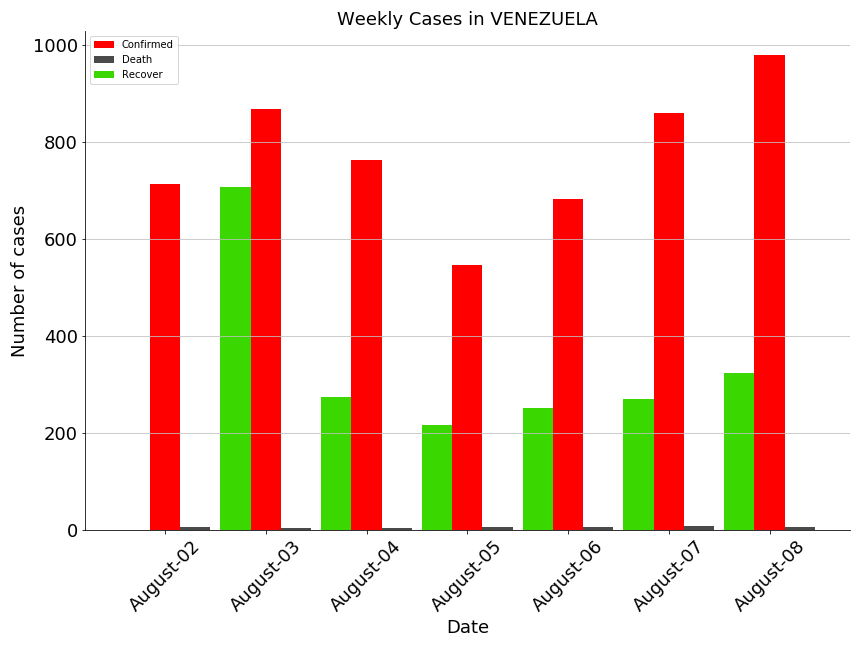 Weekly Cases in VENEZUELA
Confirmed
Death
Recover
Number of cases
1000
800
600
400
200
0
August-02
August-03
August-04
August-05
August-06
August-07
August-08
Date